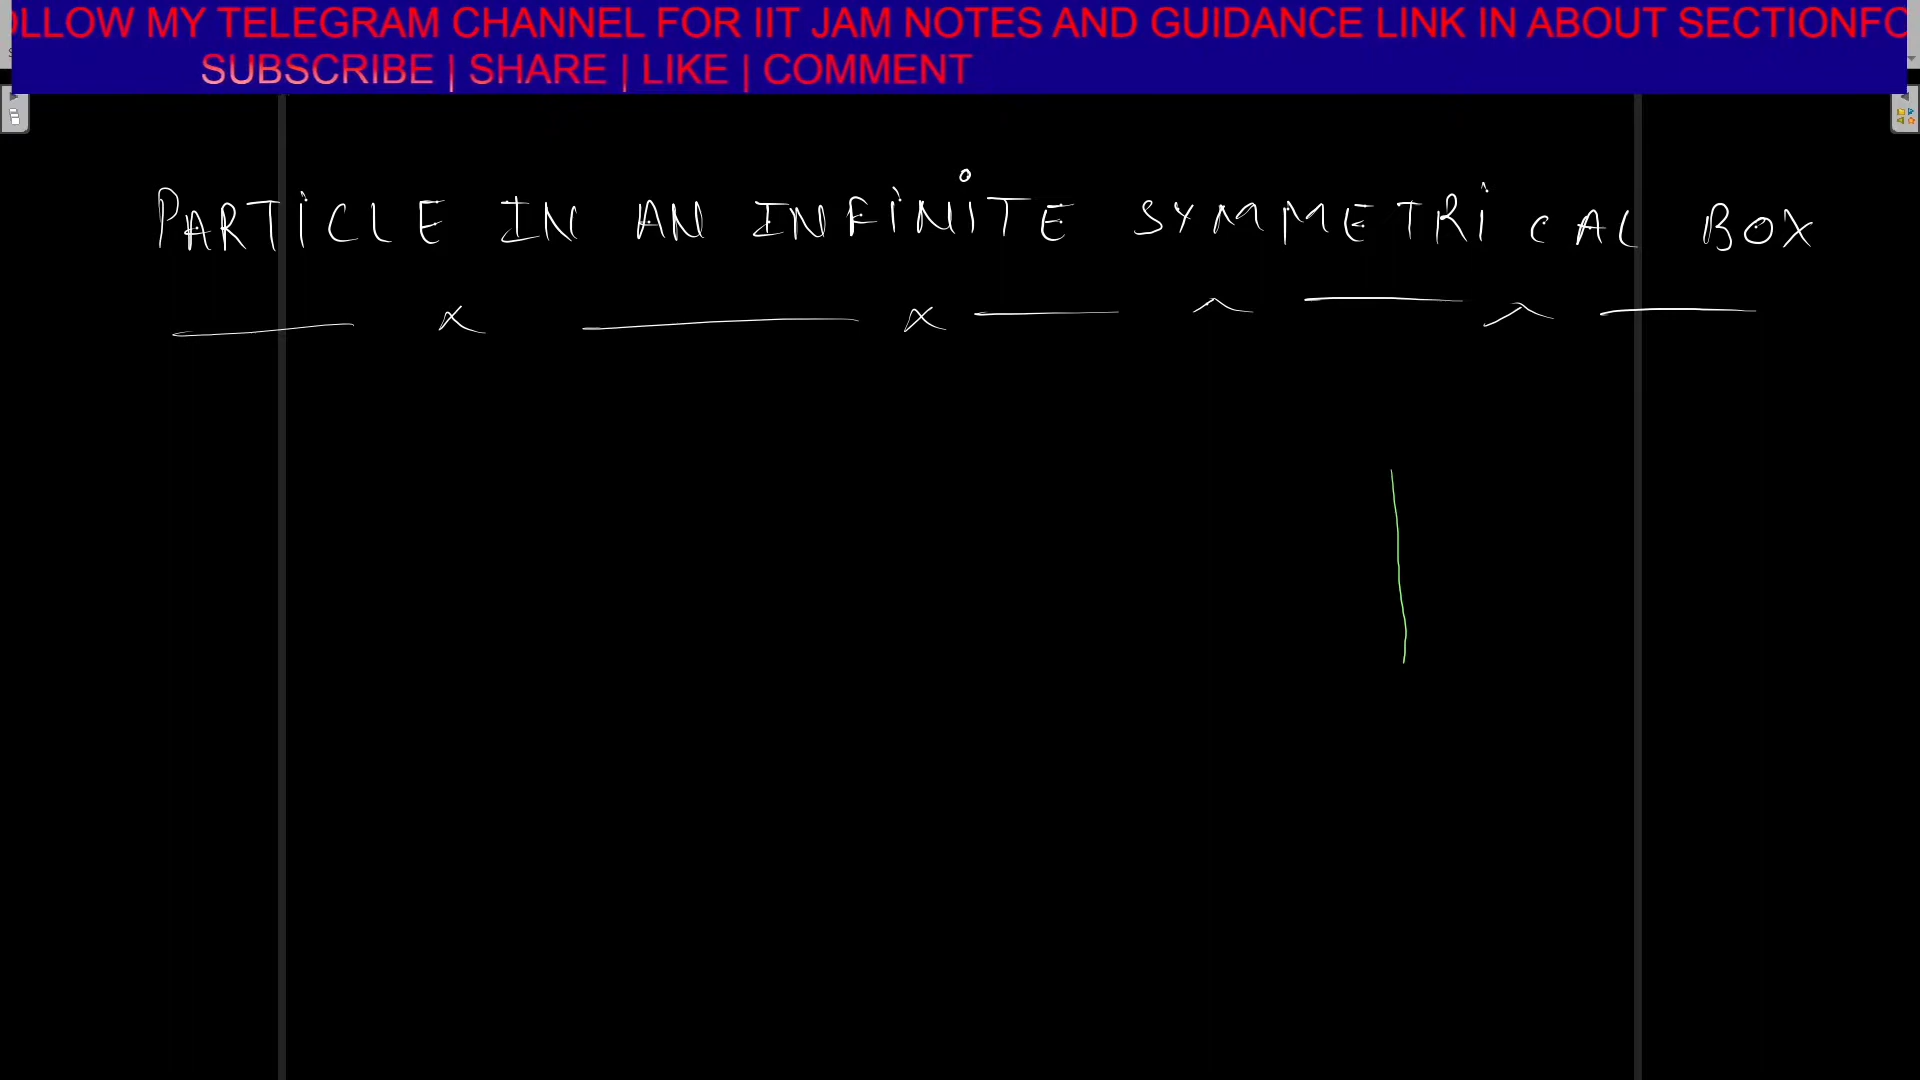 OLLOW MY TELEGRAM CHANNEL FOR IIT JAM NOTES AND GUIDANCE LINK IN ABOUT SECTIONFO
SUBSCRIBE | SHARE | LIKE | COMMENT
PARTICLE IN AN INFINITE SYMMETRICAL BOX